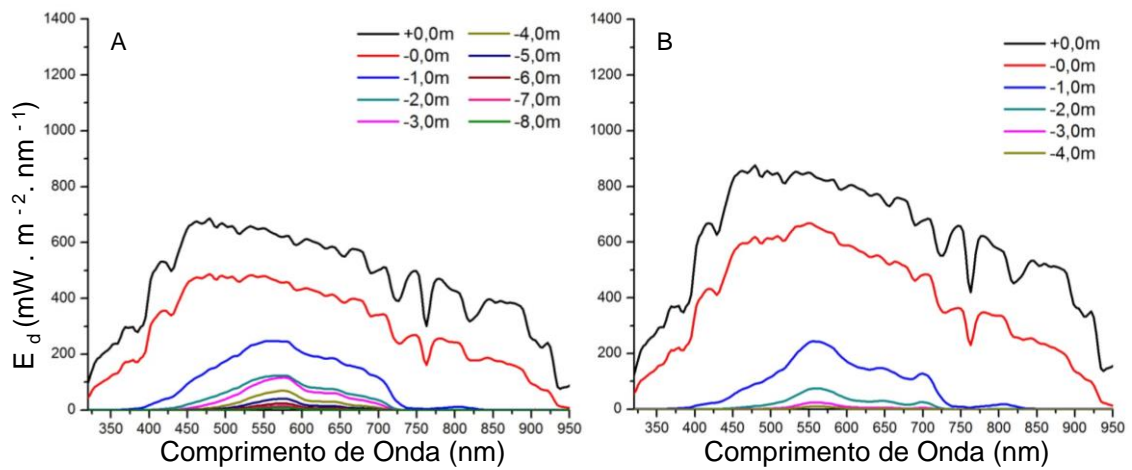 A
B
1400
1200
1000
800
600
400
200
0
+0,0m
-0,0m
-1,0m
-2,0m
-3,0m
-4,0m
-5,0m
-6,0m
-7,0m
-8,0m
E d (mW . m - 2. nm - 1)
350 400 450 500 550 600 650 700 750 800 850 900 950
Comprimento de Onda (nm)
1400
1200
1000
800
600
400
200
0
+0,0m
-0,0m
-1,0m
-2,0m
-3,0m
-4,0m
350 400 450 500 550 600 650 700 750 800 850 900 950
Comprimento de Onda (nm)